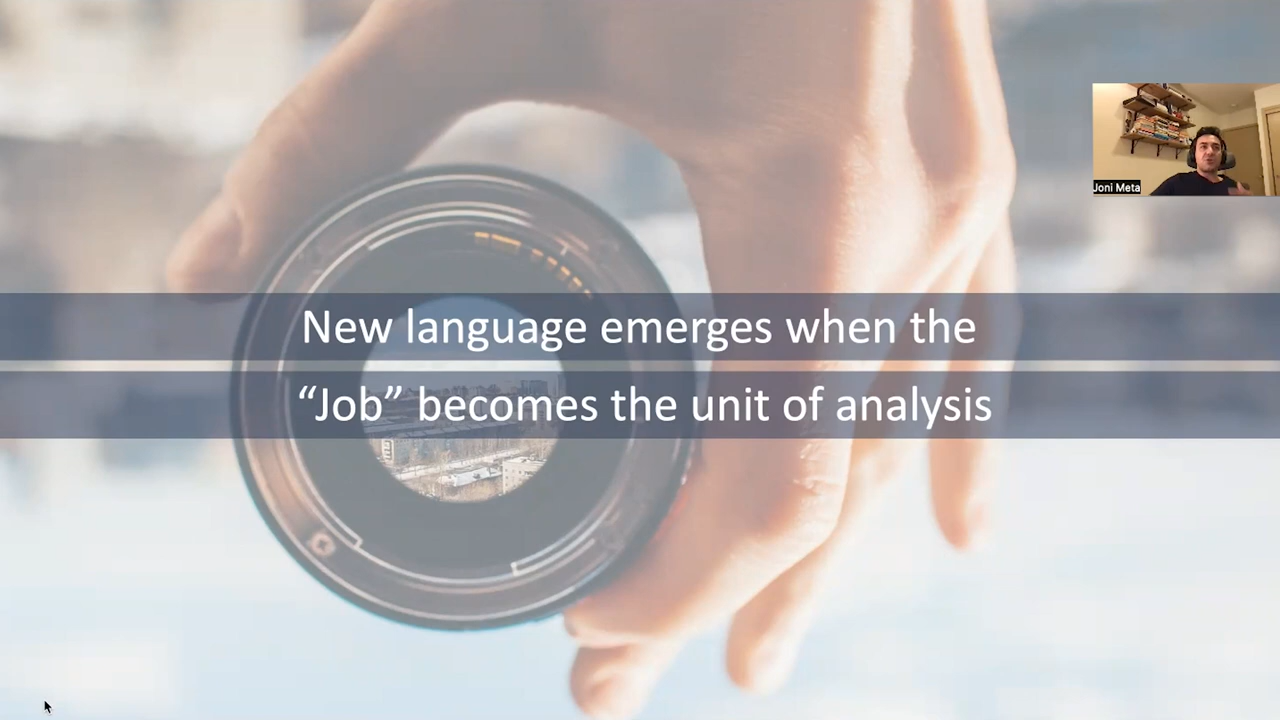 New language emerges when the
“Job” becomes the unit of analysis
Joni Meta